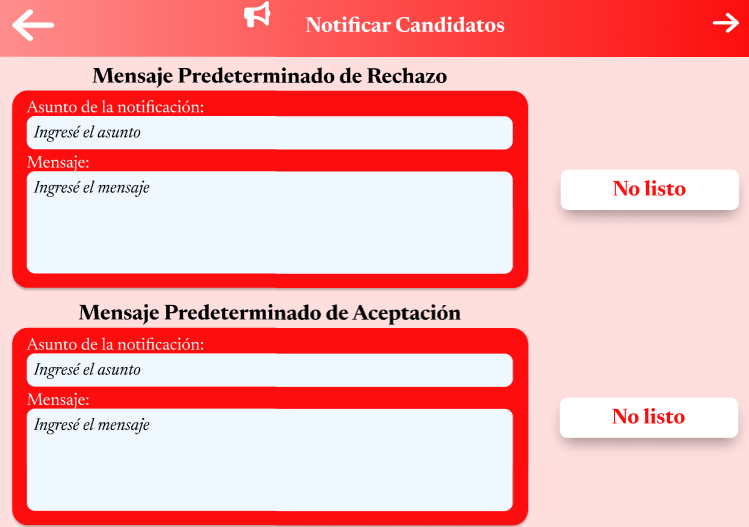 Notificar Candidatos
Mensaje Predeterminado de Rechazo
Asunto de la notificación:
Ingresé el asunto
Mensaje:
Ingresé el mensaje
No listo
Mensaje Predeterminado de Aceptación
Asunto de la notificación:
Ingresé el asunto
Mensaje:
Ingresé el mensaje
No listo